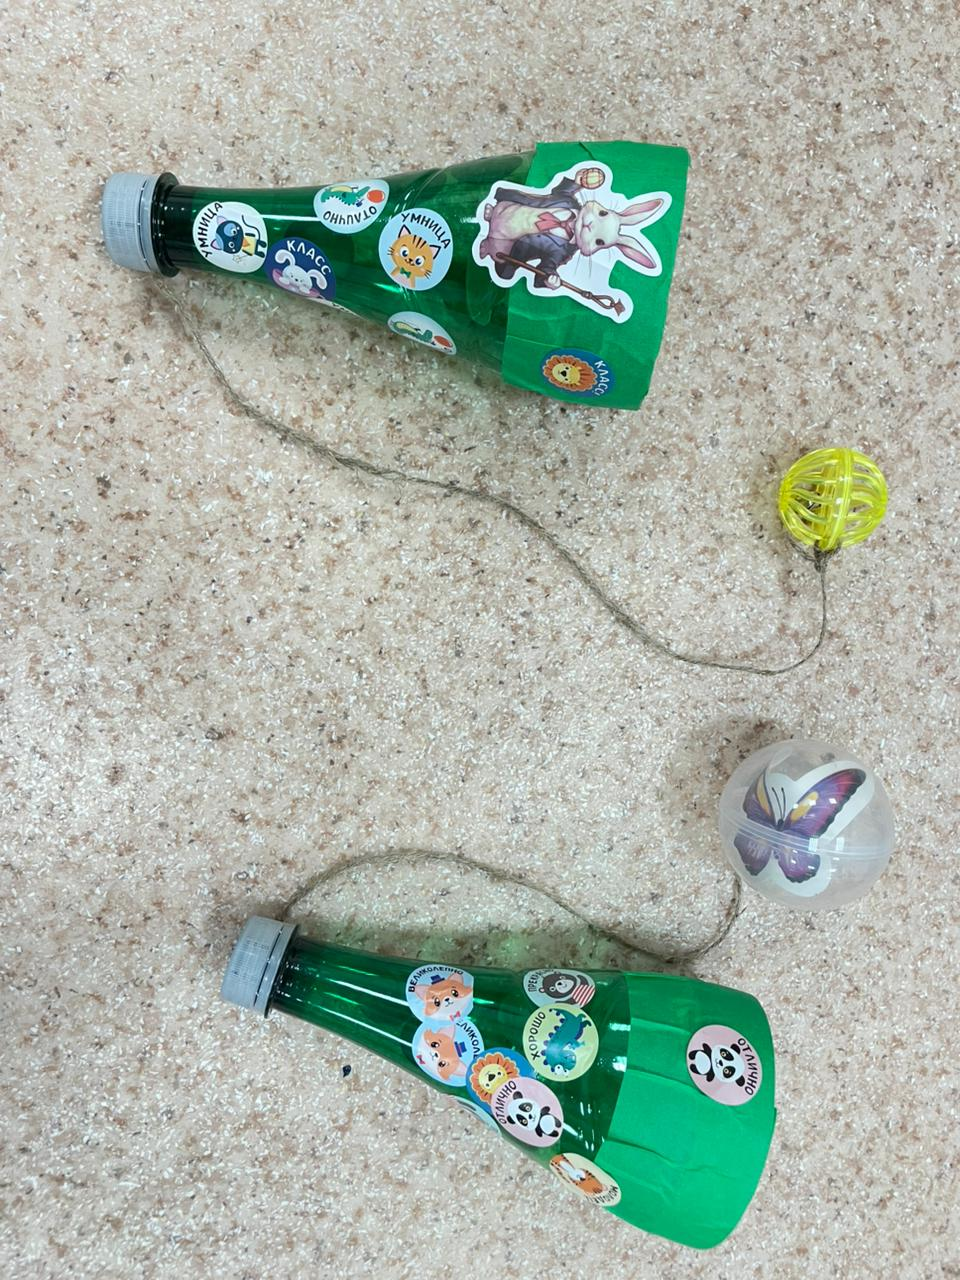 УМНИЦА
КЛАСС
ОТЛИЧНО
УМНИЦА
КЛАСС
ВЕЛИКОЛЕПНО
ХОРОШО
ОТЛИЧНО
ОТЛИЧНО